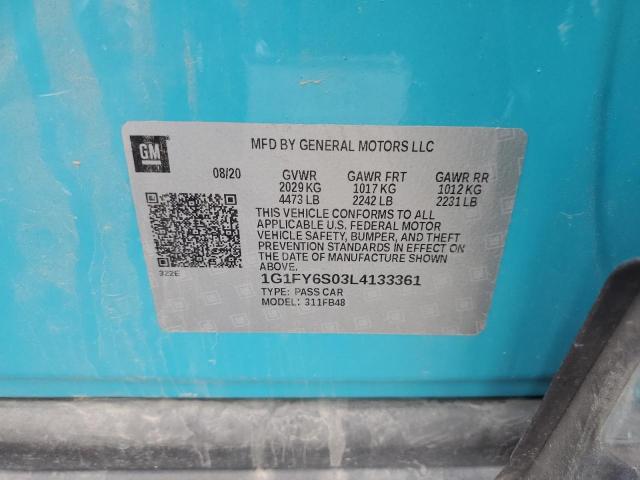 GM
MFD BY GENERAL MOTORS LLC
08/20 GVWR GAWR FRT GAWR RR
2029 KG 1017 KG 1012 KG
4473 LB 2242 LB 2231 LB
THIS VEHICLE CONFORMS TO ALL
APPLICABLE U.S. FEDERAL MOTOR
VEHICLE SAFETY, BUMPER, AND THEFT
PREVENTION STANDARDS IN EFFECT ON
THE DATE OF MANUFACTURE SHOWN
ABOVE.
322E
1G1FY6S03L4133361
TYPE: PASS CAR
MODEL: 311FB48